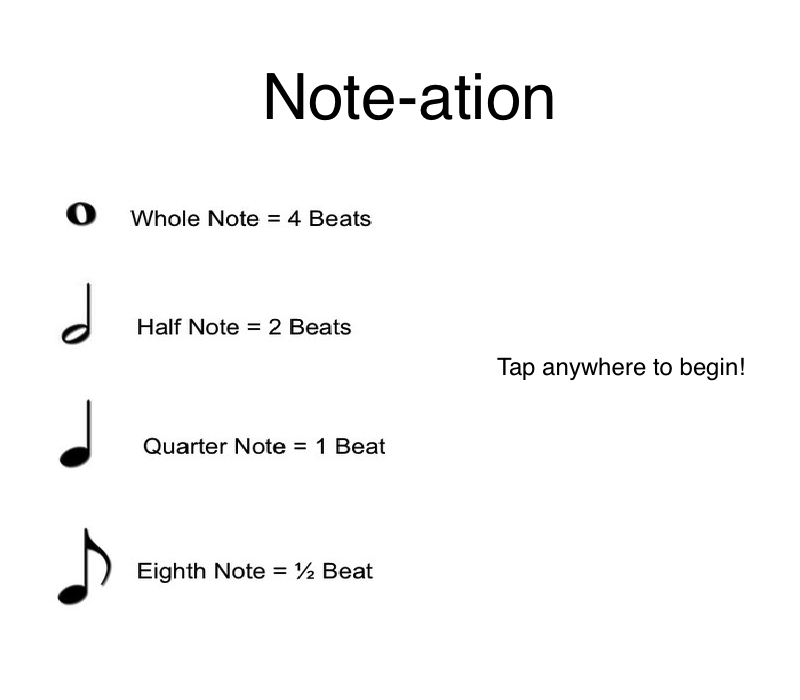 Note-ation
Whole Note = 4 Beats
Half Note = 2 Beats
Tap anywhere to begin!
Quarter Note = 1 Beat
Eighth Note = ½ Beat